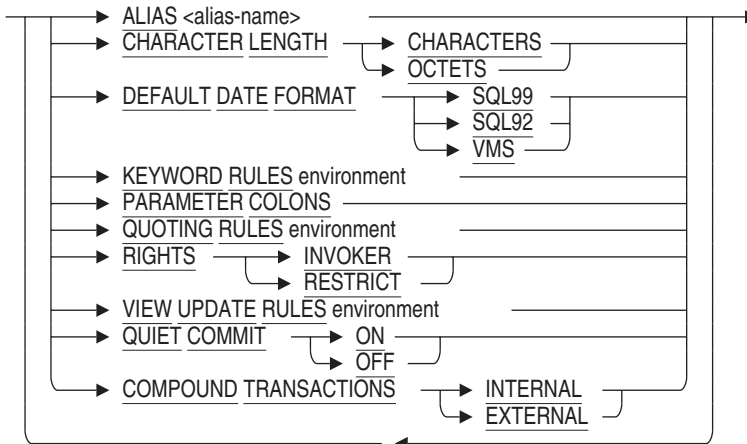 ALIAS <alias-name>
CHARACTER LENGTH CHARACTERS
OCTETS
DEFAULT DATE FORMAT SQL99
SQL92
VMS
KEYWORD RULES environment
PARAMETER COLONS
QUOTING RULES environment
RIGHTS INVOKER
RESTRICT
VIEW UPDATE RULES environment
QUIET COMMIT ON
OFF
COMPOUND TRANSACTIONS INTERNAL
EXTERNAL